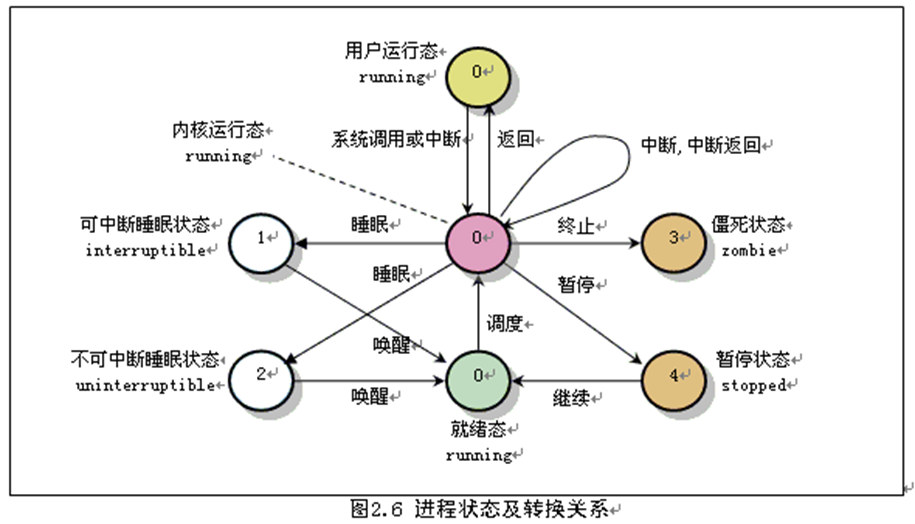 用户运行态
running
0
内核运行态
running
系统调用或中断
返回
中断, 中断返回
可中断睡眠状态
interruptible
1
睡眠
0
终止
3
僵死状态
zombie
睡眠
暂停
调度
唤醒
不可中断睡眠状态
uninterruptible
2
唤醒
0
继续
4
暂停状态
stopped
就绪态
running
图2.6 进程状态及转换关系